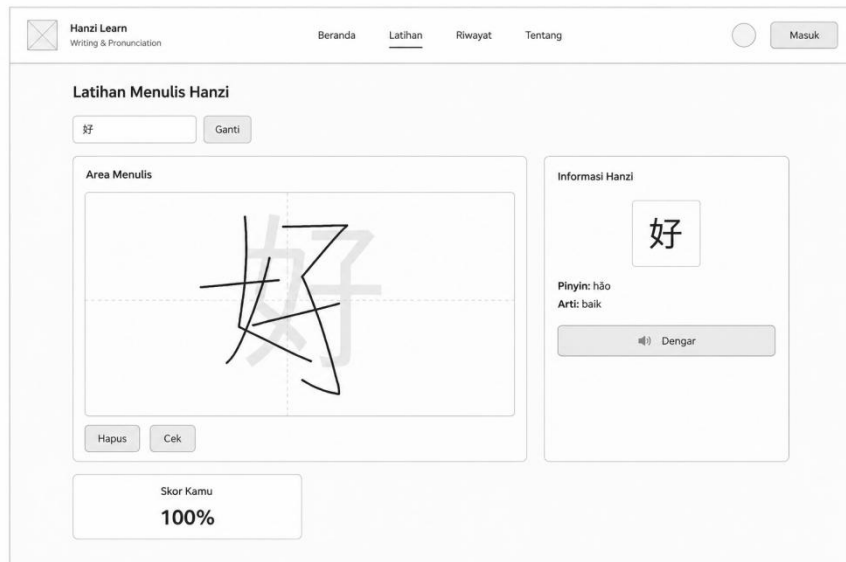 Hanzi Learn
Writing & Pronunciation
Beranda Latihan Riwayat Tentang
Masuk
Latihan Menulis Hanzi
好 Ganti
Area Menulis
好
Hapus Cek
Informasi Hanzi
好
Pinyin: hǎo
Arti: baik
Dengar
Skor Kamu
100%